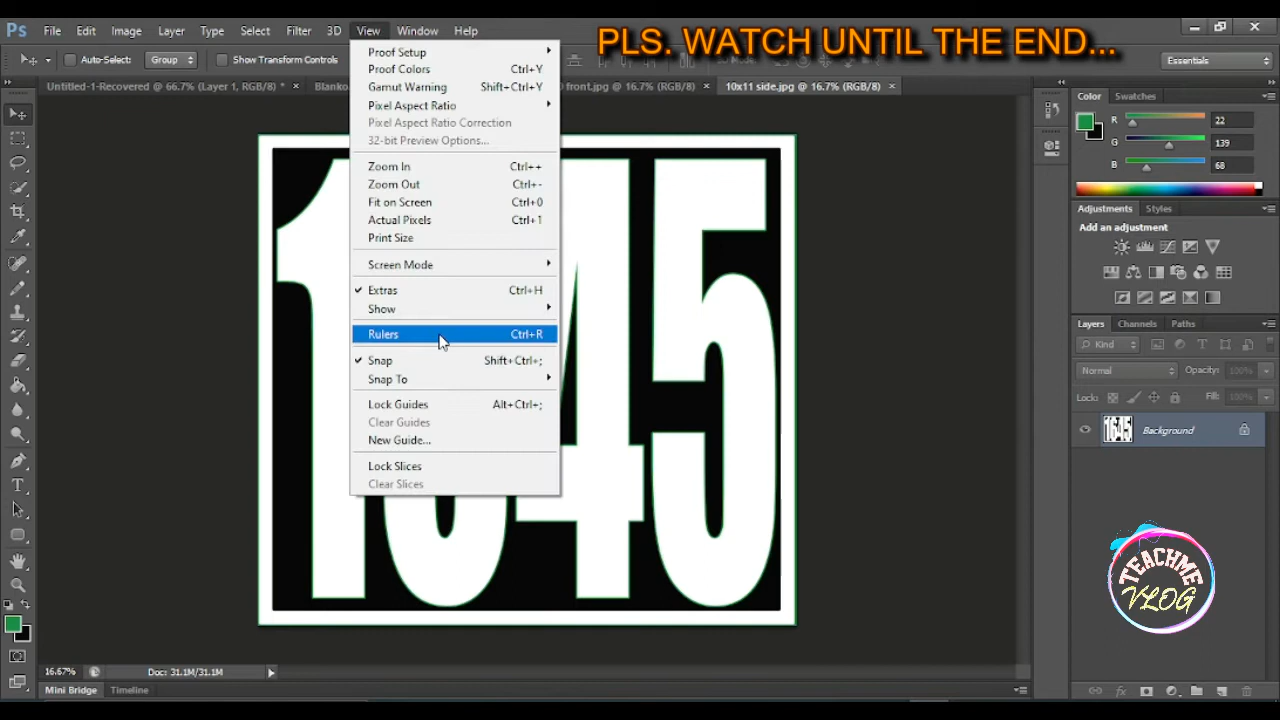 Ps File Edit Image Layer Type Select Filter 3D View Window Help
PLS. WATCH UNTIL THE END...
Auto-Select: Group Show Transform Controls
Essentials
Untitled-1-Recovered @ 66.7% (Layer 1, RGB/8) * × Blanko front.jpg @ 16.7% (RGB/8) × 10x11 side.jpg @ 16.7% (RGB/8) ×
Proof Setup
Proof Colors Ctrl+Y
Gamut Warning Shift+Ctrl+Y
Pixel Aspect Ratio
Pixel Aspect Ratio Correction
32-bit Preview Options...
Zoom In Ctrl++
Zoom Out Ctrl+-
Fit on Screen Ctrl+0
Actual Pixels Ctrl+1
Print Size
Screen Mode
Extras Ctrl+H
Show
Rulers Ctrl+R
Snap Shift+Ctrl+;
Snap To
Lock Guides Alt+Ctrl+;
Clear Guides
New Guide...
Lock Slices
Clear Slices
45
Color Swatches
R 22
G 139
B 68
Adjustments Styles
Add an adjustment
Layers Channels Paths
Kind
Normal Opacity: 100%
Lock: Fill: 100%
Background
TEACHME
VLOG
16.67% Doc: 31.1M/31.1M
Mini Bridge Timeline